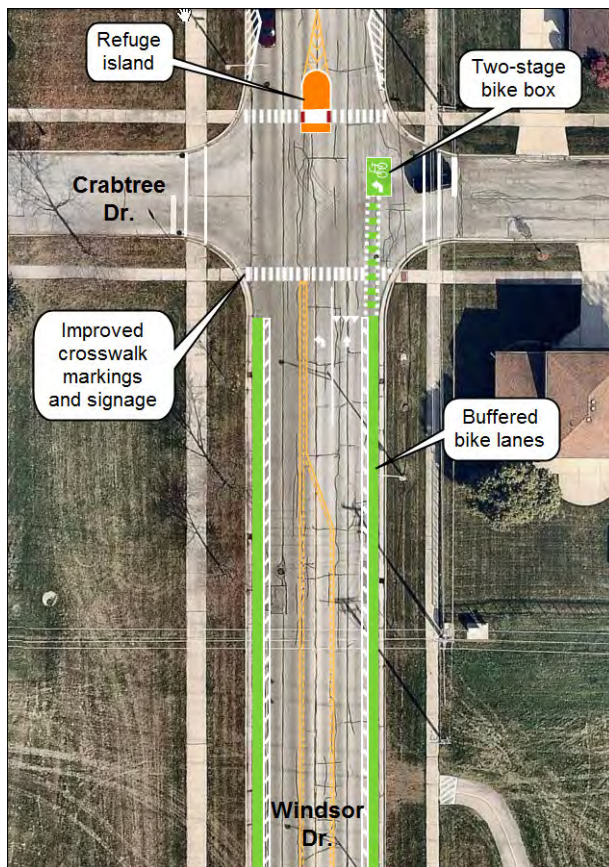 Refuge
island
Two-stage
bike box
Crabtree
Dr.
Improved
crosswalk
markings
and signage
Buffered
bike lanes
Windsor
Dr.